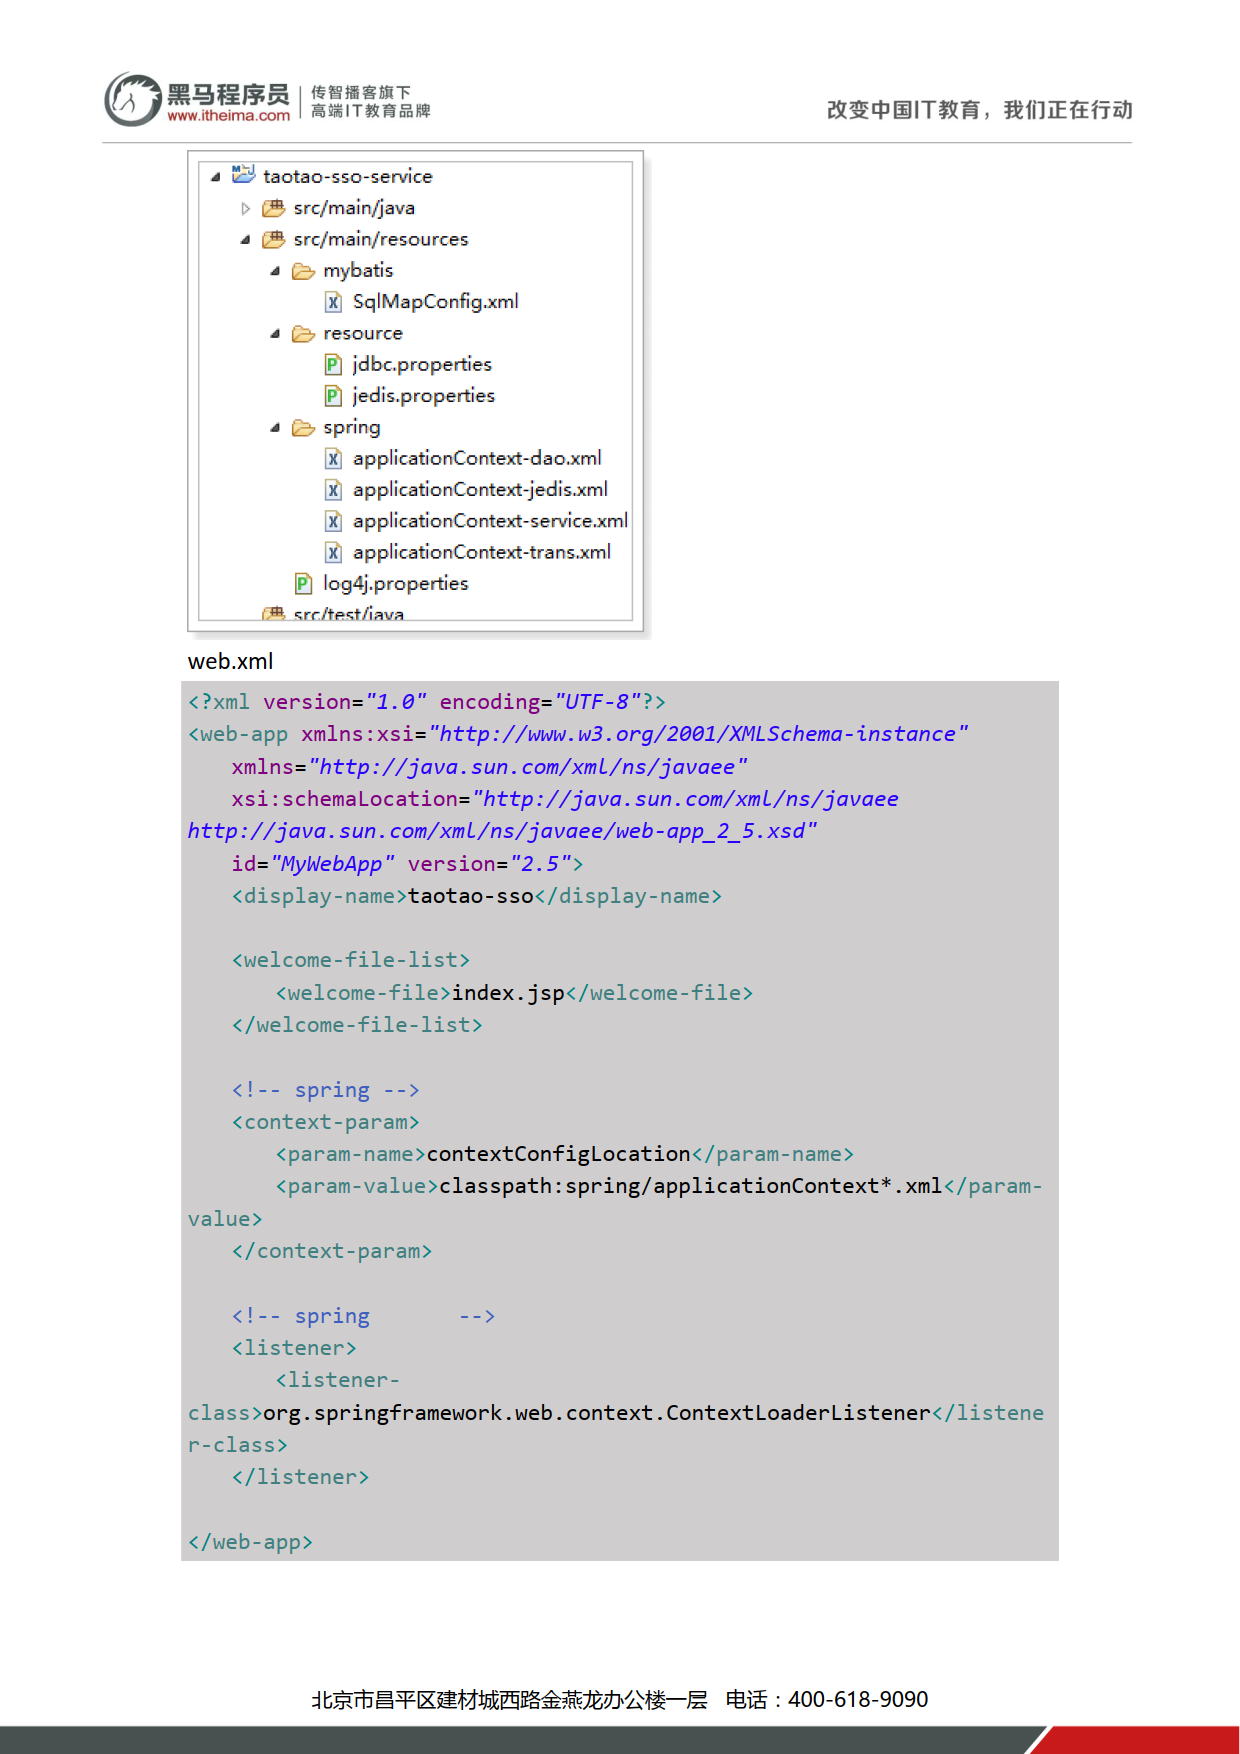 黑马程序员
www.itheima.com
传智播客旗下
高端IT教育品牌
改变中国IT教育，我们正在行动
taotao-sso-service
src/main/java
src/main/resources
mybatis
SqlMapConfig.xml
resource
jdbc.properties
jedis.properties
spring
applicationContext-dao.xml
applicationContext-jedis.xml
applicationContext-service.xml
applicationContext-trans.xml
log4j.properties
src/test/java
web.xml
<?xml version="1.0" encoding="UTF-8"?>
<web-app xmlns:xsi="http://www.w3.org/2001/XMLSchema-instance"
xmlns="http://java.sun.com/xml/ns/javaee"
xsi:schemaLocation="http://java.sun.com/xml/ns/javaee
http://java.sun.com/xml/ns/javaee/web-app_2_5.xsd"
id="MyWebApp" version="2.5">
<display-name>taotao-sso</display-name>
<welcome-file-list>
<welcome-file>index.jsp</welcome-file>
</welcome-file-list>
<!-- spring -->
<context-param>
<param-name>contextConfigLocation</param-name>
<param-value>classpath:spring/applicationContext*.xml</param-
value>
</context-param>
<!-- spring -->
<listener>
<listener-
class>org.springframework.web.context.ContextLoaderListener</listene
r-class>
</listener>
</web-app>
北京市昌平区建材城西路金燕龙办公楼一层 电话：400-618-9090